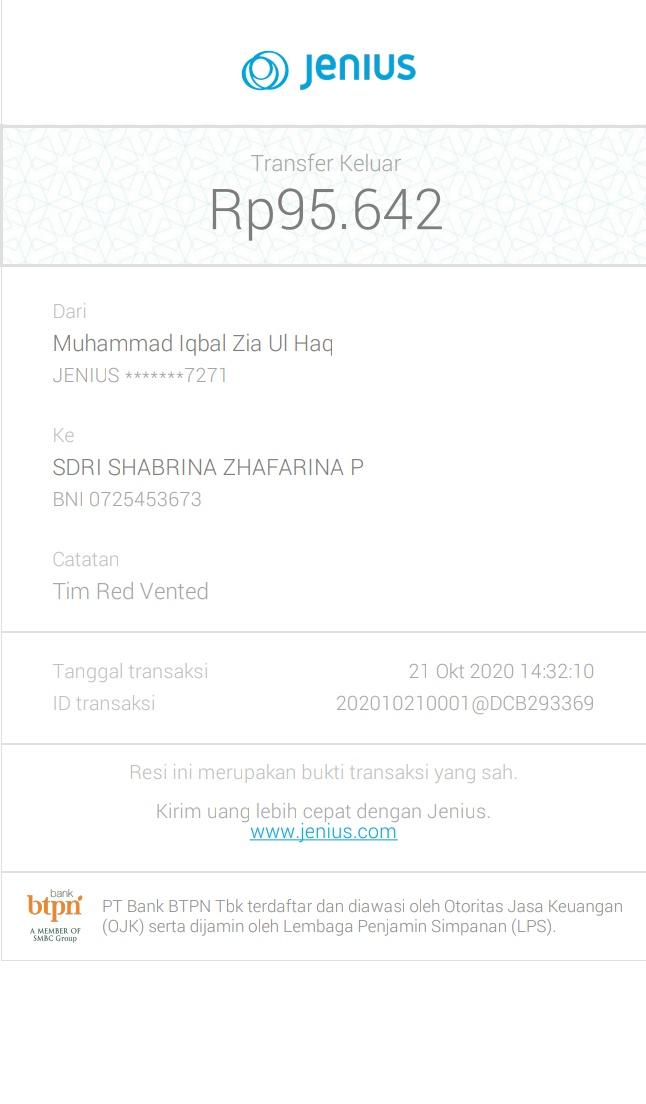 Jenius
Transfer Keluar
Rp95.642
Dari
Muhammad Iqbal Zia Ul Haq
JENIUS *******7271
Ke
SDRI SHABRINA ZHAFARINA P
BNI 0725453673
Catatan
Tim Red Vented
Tanggal transaksi 21 Okt 2020 14:32:10
ID transaksi 202010210001@DCB293369
Resi ini merupakan bukti transaksi yang sah.
Kirim uang lebih cepat dengan Jenius.
www.jenius.com
bank
btpn
A MEMBER OF
SMBC Group
PT Bank BTPN Tbk terdaftar dan diawasi oleh Otoritas Jasa Keuangan
(OJK) serta dijamin oleh Lembaga Penjamin Simpanan (LPS).